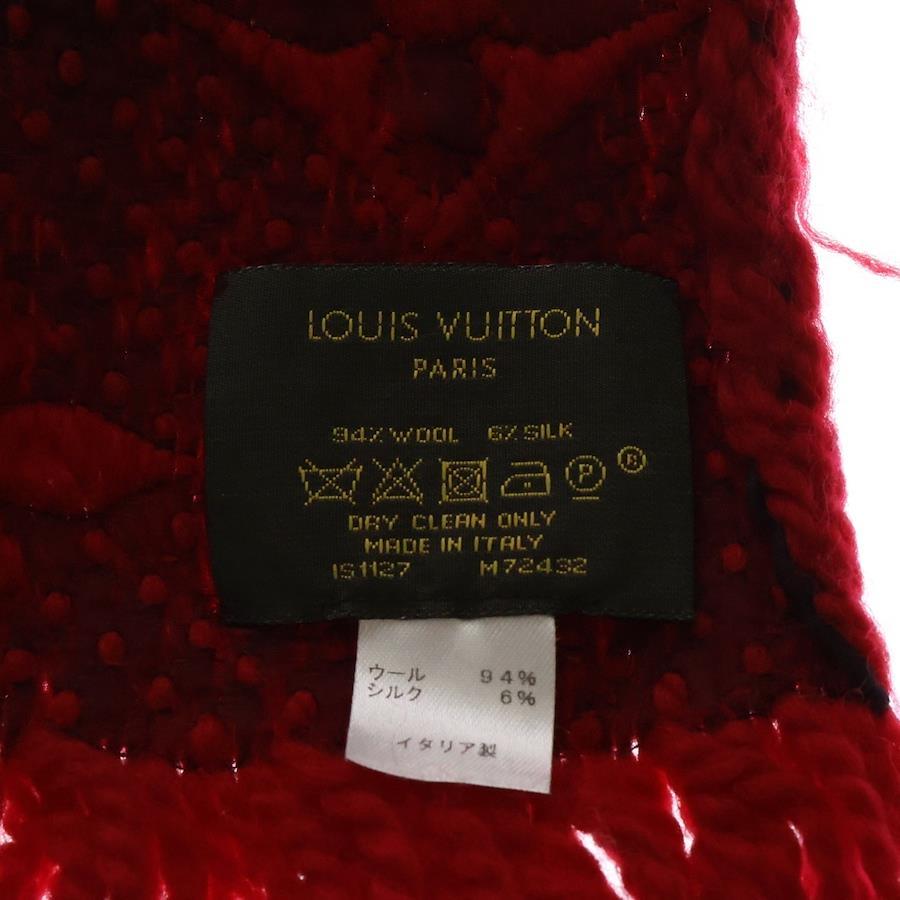 LOUIS VUITTON
PARIS
94% WOOL 6% SILK
P ®
DRY CLEAN ONLY
MADE IN ITALY
IS1127 M72432
ウール 94%
シルク 6%
イタリア製